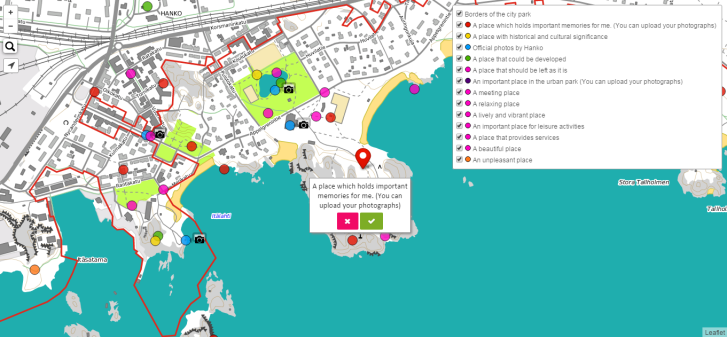 +
HANKO
Borders of the city park
A place which holds important memories for me. (You can upload your photographs)
A place with historical and cultural significance
Official photos by Hanko
A place that could be developed
A place that should be left as it is
An important place in the urban park (You can upload your photographs)
A meeting place
A relaxing place
A lively and vibrant place
An important place for leisure activities
A place that provides services
A beautiful place
An unpleasant place
Stora Tallholmen
A place which holds important
memories for me. (You can
upload your photographs)
Itälahti
Itäsatama
Leaflet